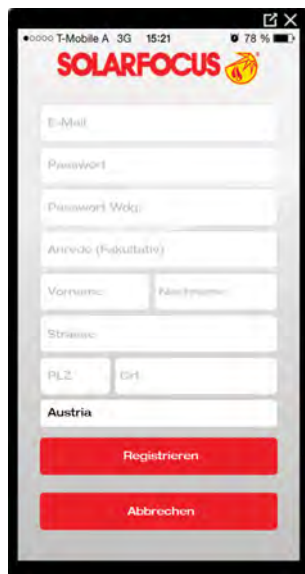 ●○○○○ T-Mobile A 3G 15:21 78 %
SOLARFOCUS
E-Mail
Passwort
Passwort Wdg.
Anrede (Fakultativ)
Vorname Nachname
Strasse
PLZ Ort
Austria
Registrieren
Abbrechen